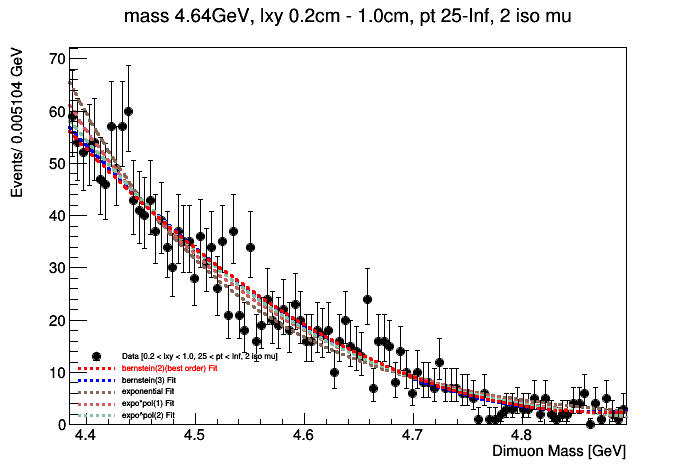 mass 4.64GeV, lxy 0.2cm - 1.0cm, pt 25-Inf, 2 iso mu
Events/ 0.005104 GeV
70
60
50
40
30
20
10
0
Data [0.2 < lxy < 1.0, 25 < pt < Inf, 2 iso mu]
bernstein(2)(best order) Fit
bernstein(3) Fit
exponential Fit
expo*pol(1) Fit
expo*pol(2) Fit
4.4 4.5 4.6 4.7 4.8
Dimuon Mass [GeV]